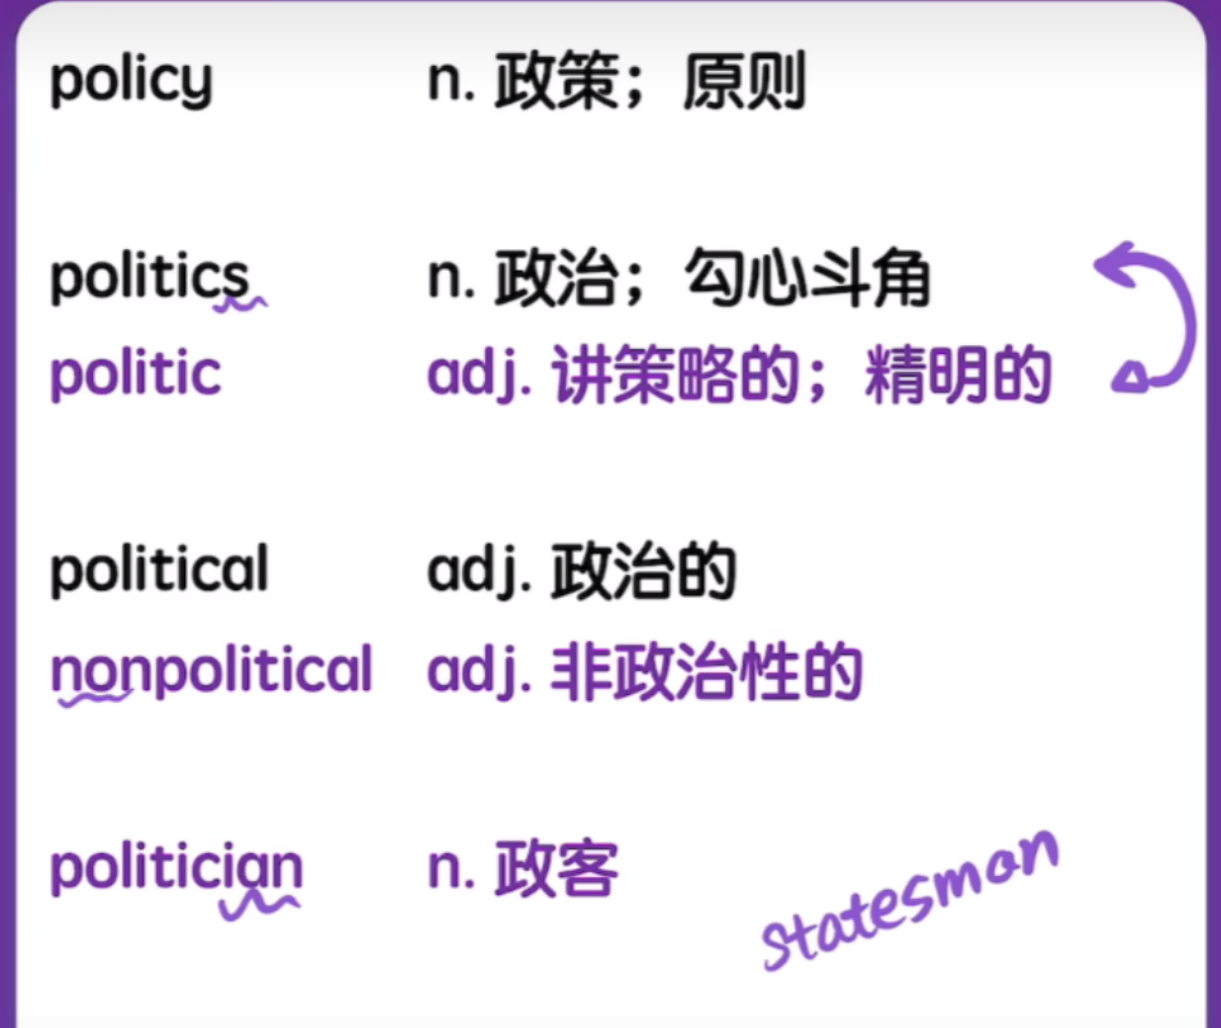 policy n. 政策；原则
politics n. 政治；勾心斗角
politic adj. 讲策略的；精明的
political adj. 政治的
nonpolitical adj. 非政治性的
politician n. 政客
statesman